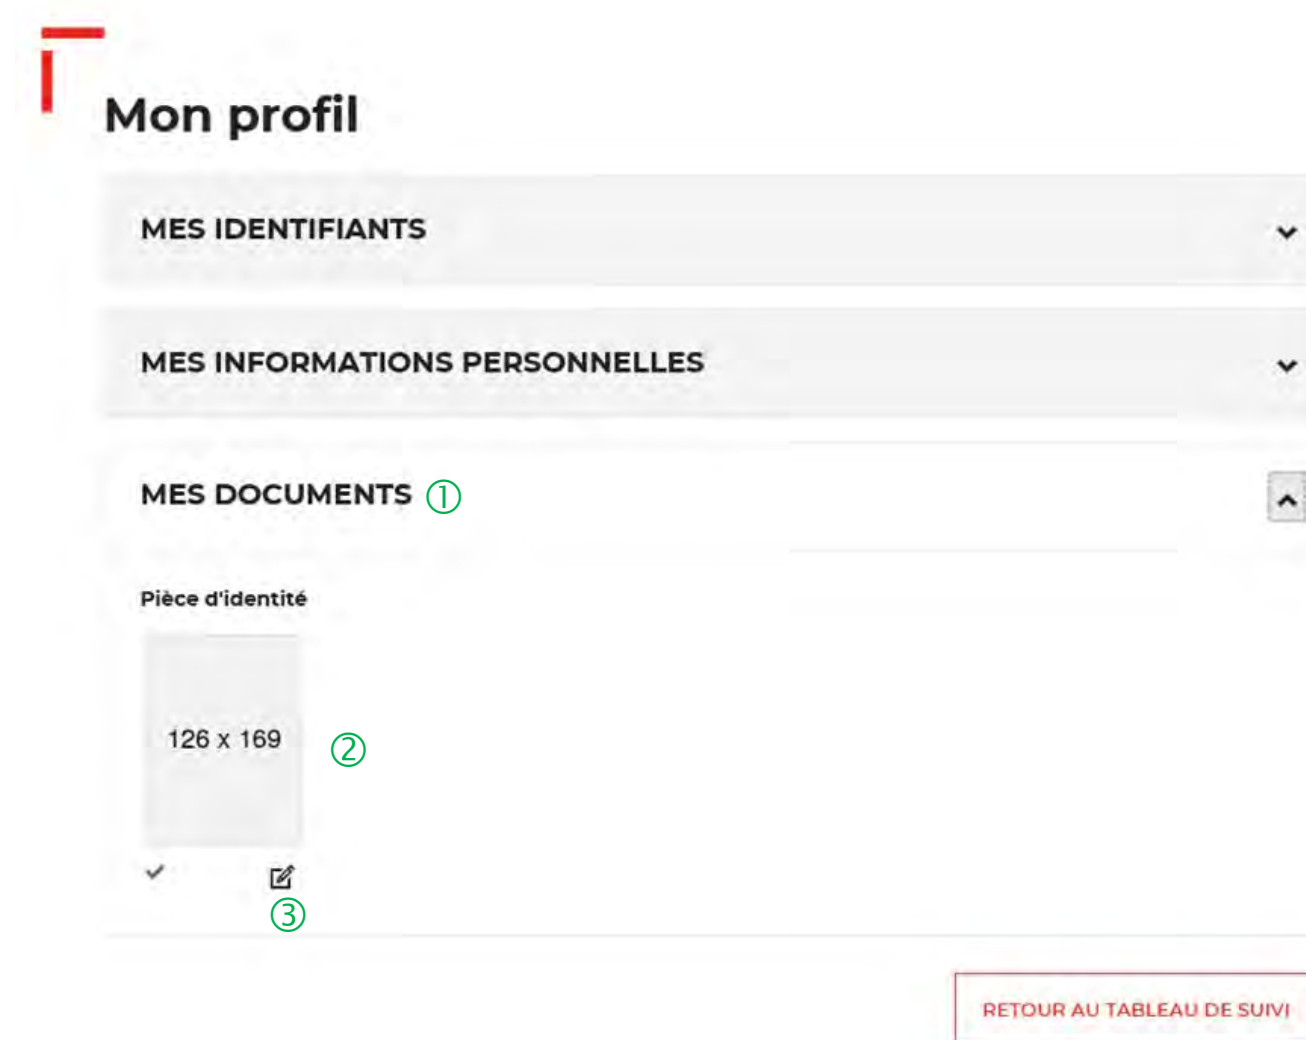 Mon profil
MES IDENTIFIANTS
MES INFORMATIONS PERSONNELLES
MES DOCUMENTS ①
Pièce d'identité
126 x 169 ②
③
RETOUR AU TABLEAU DE SUIVI